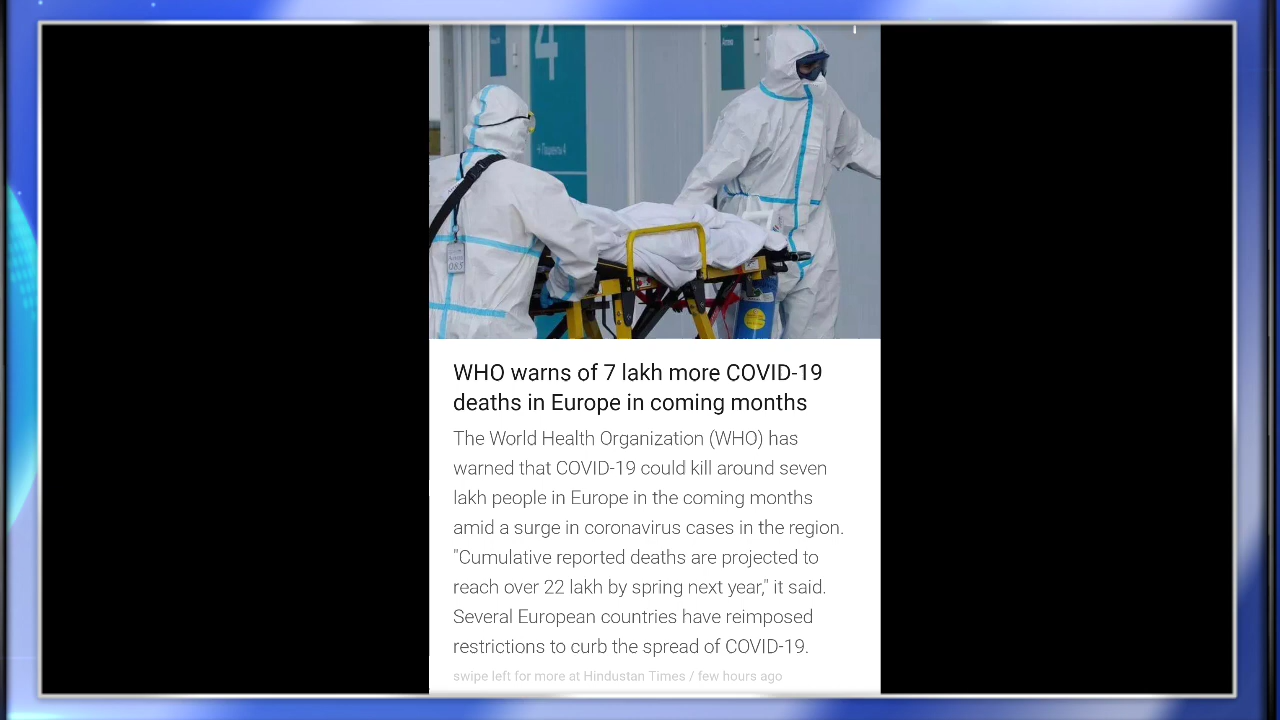 4
→ Пациенты 4
WHO warns of 7 lakh more COVID-19
deaths in Europe in coming months
The World Health Organization (WHO) has
warned that COVID-19 could kill around seven
lakh people in Europe in the coming months
amid a surge in coronavirus cases in the region.
"Cumulative reported deaths are projected to
reach over 22 lakh by spring next year," it said.
Several European countries have reimposed
restrictions to curb the spread of COVID-19.
swipe left for more at Hindustan Times / few hours ago